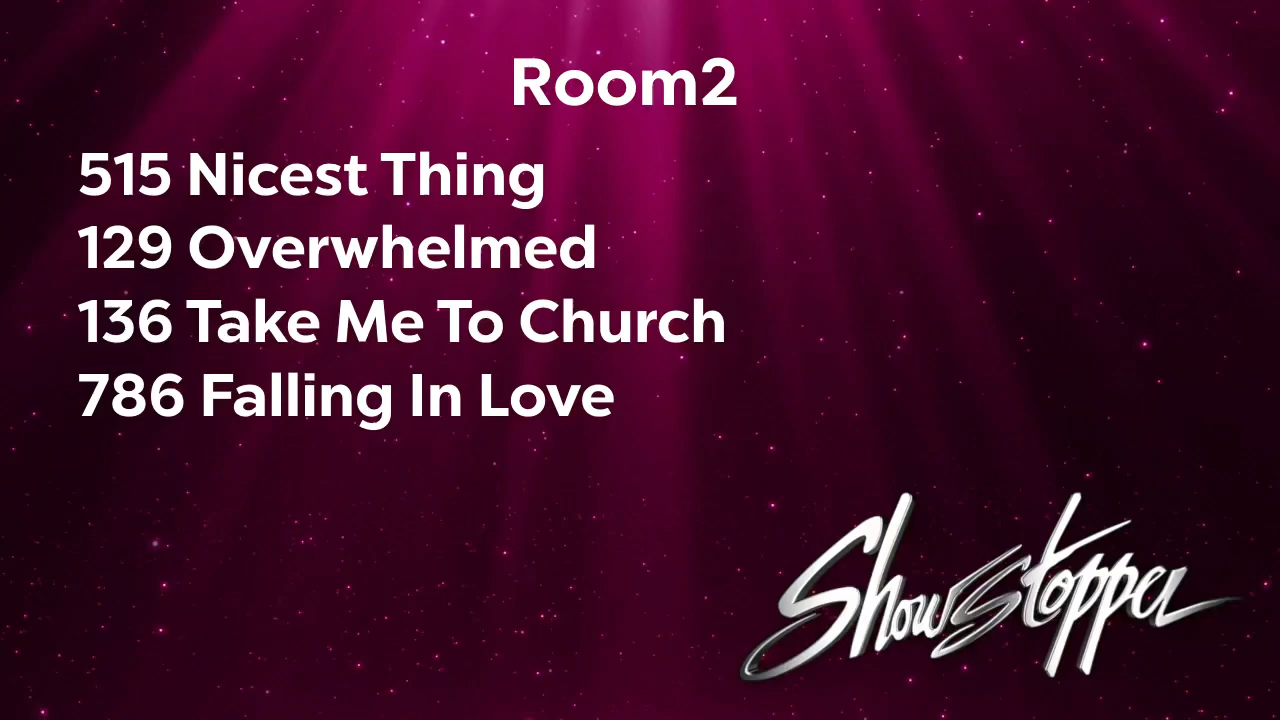 Room2
515 Nicest Thing
129 Overwhelmed
136 Take Me To Church
786 Falling In Love
Showstopper